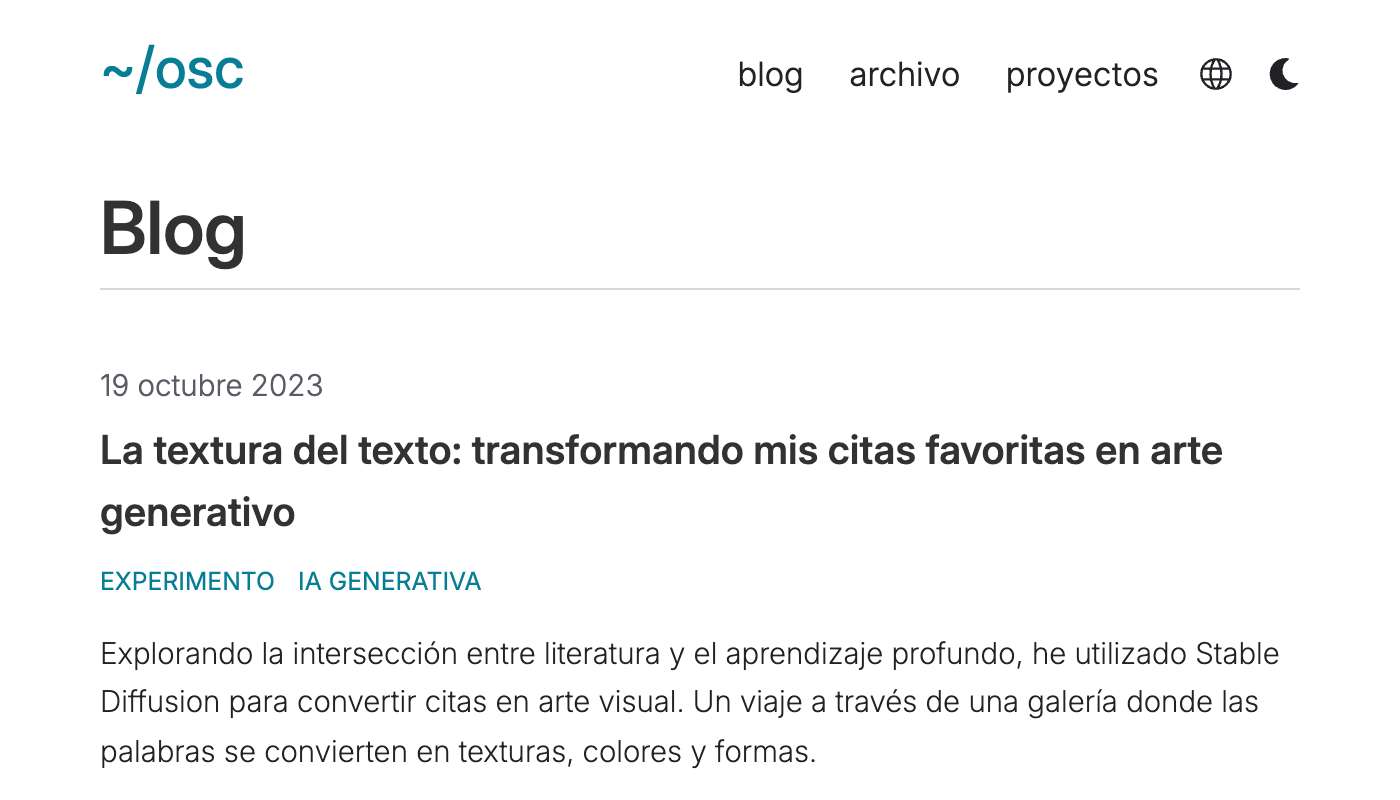 ~/osc
blog archivo proyectos
Blog
19 octubre 2023
La textura del texto: transformando mis citas favoritas en arte
generativo
EXPERIMENTO IA GENERATIVA
Explorando la intersección entre literatura y el aprendizaje profundo, he utilizado Stable
Diffusion para convertir citas en arte visual. Un viaje a través de una galería donde las
palabras se convierten en texturas, colores y formas.